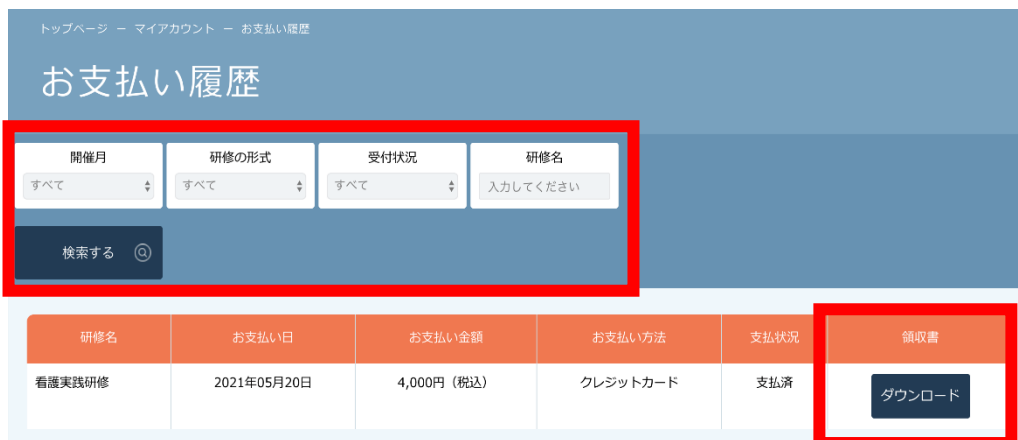 トップページ － マイアカウント － お支払い履歴
お支払い履歴
開催月 研修の形式 受付状況 研修名
すべて すべて すべて 入力してください
検索する
研修名 お支払い日 お支払い金額 お支払い方法 支払状況 領収書
看護実践研修 2021年05月20日 4,000円（税込） クレジットカード 支払済 ダウンロード